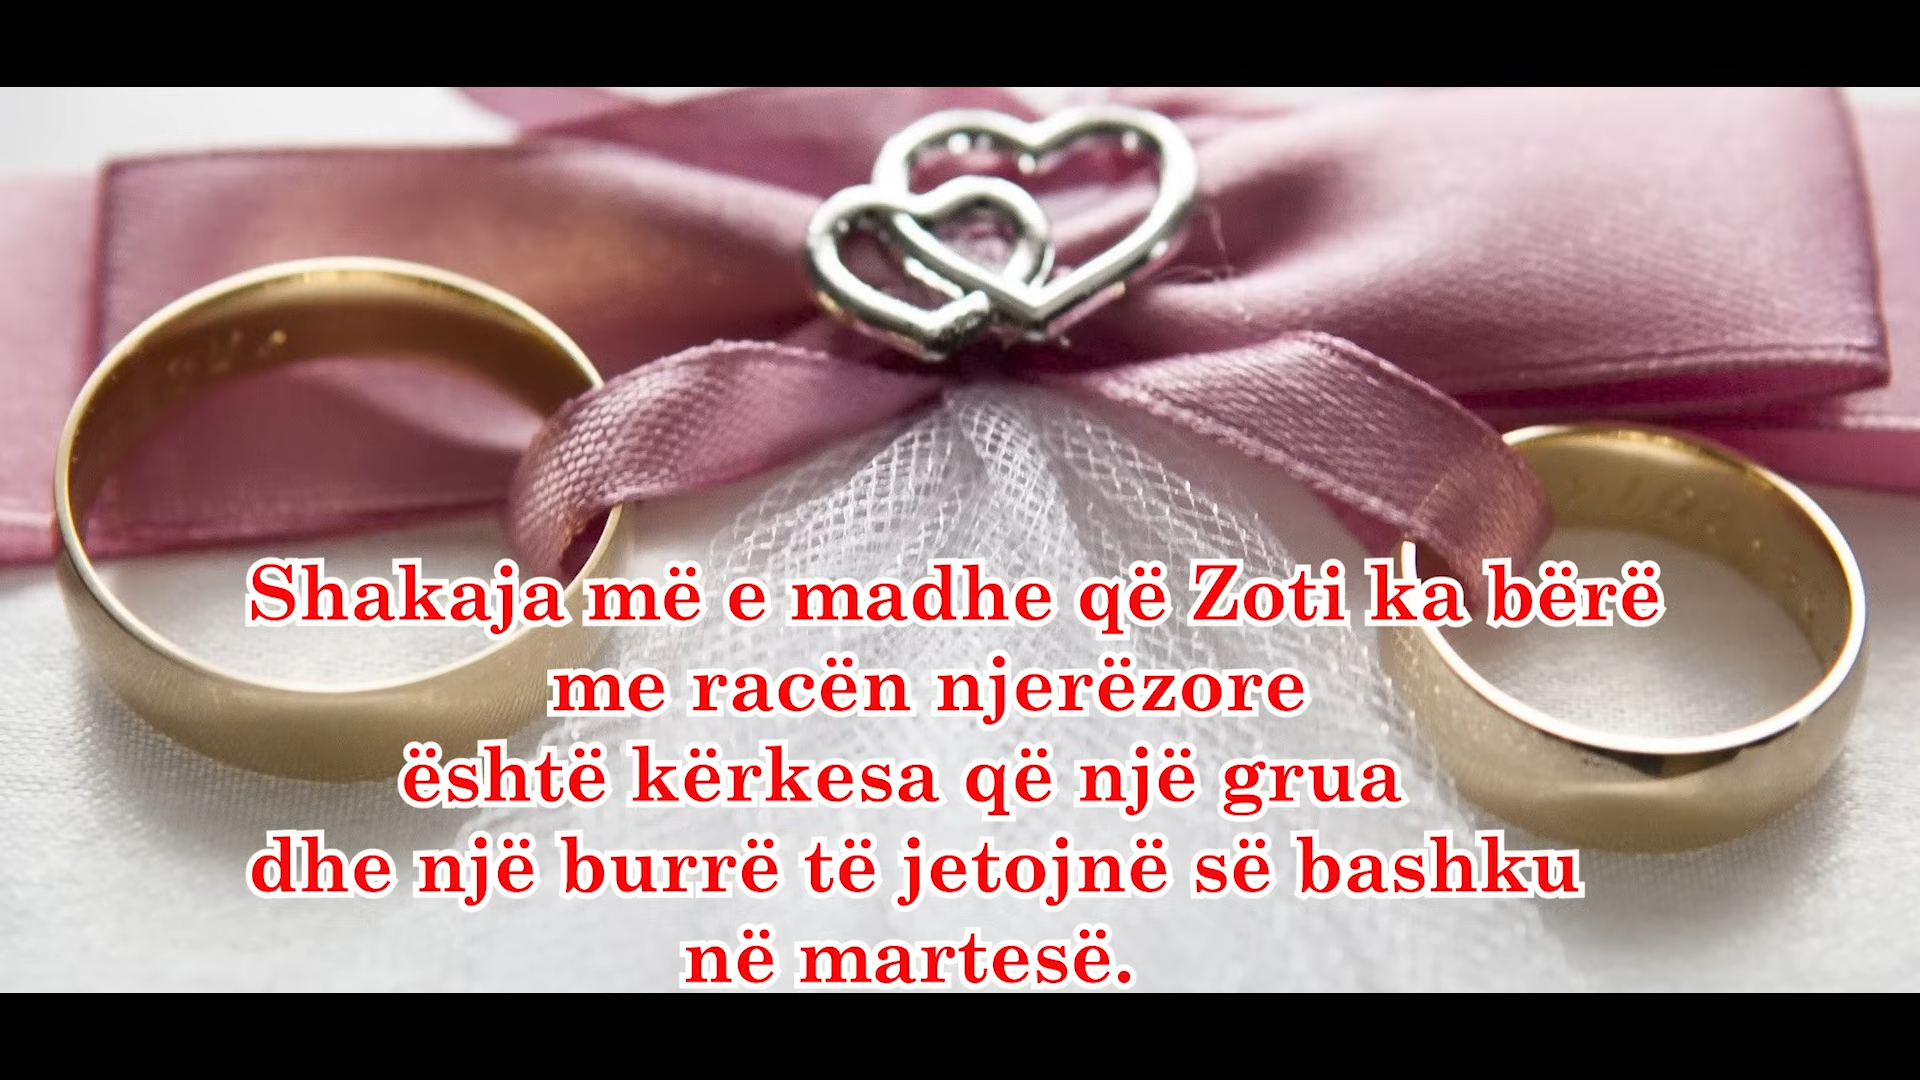 Shakaja më e madhe që Zoti ka bërë
me racën njerëzore
është kërkesa që një grua
dhe një burrë të jetojnë së bashku
në martesë.